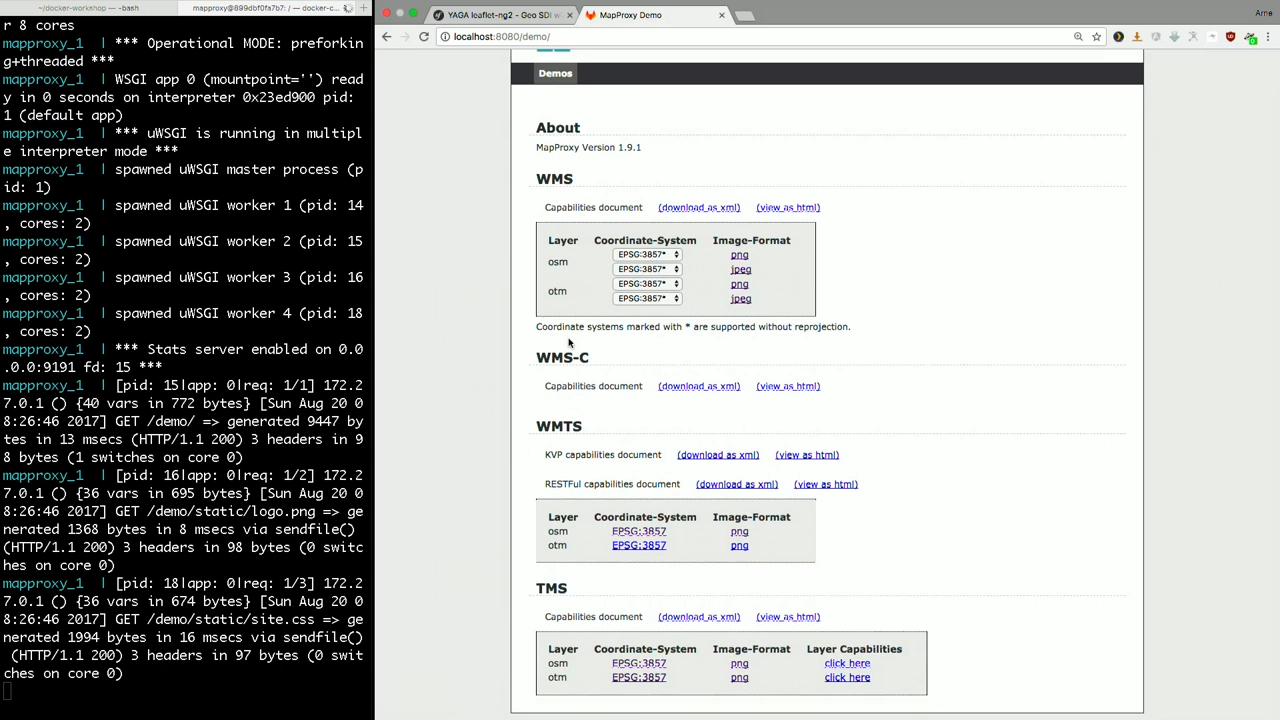 ~/docker-workshop — -bash
mapproxy@899dbf0fa7b7: / — docker-c...
r 8 cores
mapproxy_1 | *** Operational MODE: preforkin
g+threaded ***
mapproxy_1 | WSGI app 0 (mountpoint='') read
y in 0 seconds on interpreter 0x23ed900 pid:
1 (default app)
mapproxy_1 | *** uWSGI is running in multipl
e interpreter mode ***
mapproxy_1 | spawned uWSGI master process (p
id: 1)
mapproxy_1 | spawned uWSGI worker 1 (pid: 14
, cores: 2)
mapproxy_1 | spawned uWSGI worker 2 (pid: 15
, cores: 2)
mapproxy_1 | spawned uWSGI worker 3 (pid: 16
, cores: 2)
mapproxy_1 | spawned uWSGI worker 4 (pid: 18
, cores: 2)
mapproxy_1 | *** Stats server enabled on 0.0
.0.0:9191 fd: 15 ***
mapproxy_1 | [pid: 15|app: 0|req: 1/1] 172.2
7.0.1 () {40 vars in 772 bytes} [Sun Aug 20 0
8:26:46 2017] GET /demo/ => generated 9447 by
tes in 13 msecs (HTTP/1.1 200) 3 headers in 9
8 bytes (1 switches on core 0)
mapproxy_1 | [pid: 16|app: 0|req: 1/2] 172.2
7.0.1 () {36 vars in 695 bytes} [Sun Aug 20 0
8:26:46 2017] GET /demo/static/logo.png => ge
nerated 1368 bytes in 8 msecs via sendfile()
(HTTP/1.1 200) 3 headers in 98 bytes (0 switc
hes on core 0)
mapproxy_1 | [pid: 18|app: 0|req: 1/3] 172.2
7.0.1 () {36 vars in 674 bytes} [Sun Aug 20 0
8:26:46 2017] GET /demo/static/site.css => ge
nerated 1994 bytes in 16 msecs via sendfile()
(HTTP/1.1 200) 3 headers in 97 bytes (0 swit
ches on core 0)
YAGA leaflet-ng2 - Geo SDI w
MapProxy Demo
Arne
localhost:8080/demo/
Demos
About
MapProxy Version 1.9.1
WMS
Capabilities document (download as xml) (view as html)
Layer Coordinate-System Image-Format
osm EPSG:3857* png
EPSG:3857* jpeg
otm EPSG:3857* png
EPSG:3857* jpeg
Coordinate systems marked with * are supported without reprojection.
WMS-C
Capabilities document (download as xml) (view as html)
WMTS
KVP capabilities document (download as xml) (view as html)
RESTFul capabilities document (download as xml) (view as html)
Layer Coordinate-System Image-Format
osm EPSG:3857 png
otm EPSG:3857 png
TMS
Capabilities document (download as xml) (view as html)
Layer Coordinate-System Image-Format Layer Capabilities
osm EPSG:3857 png click here
otm EPSG:3857 png click here